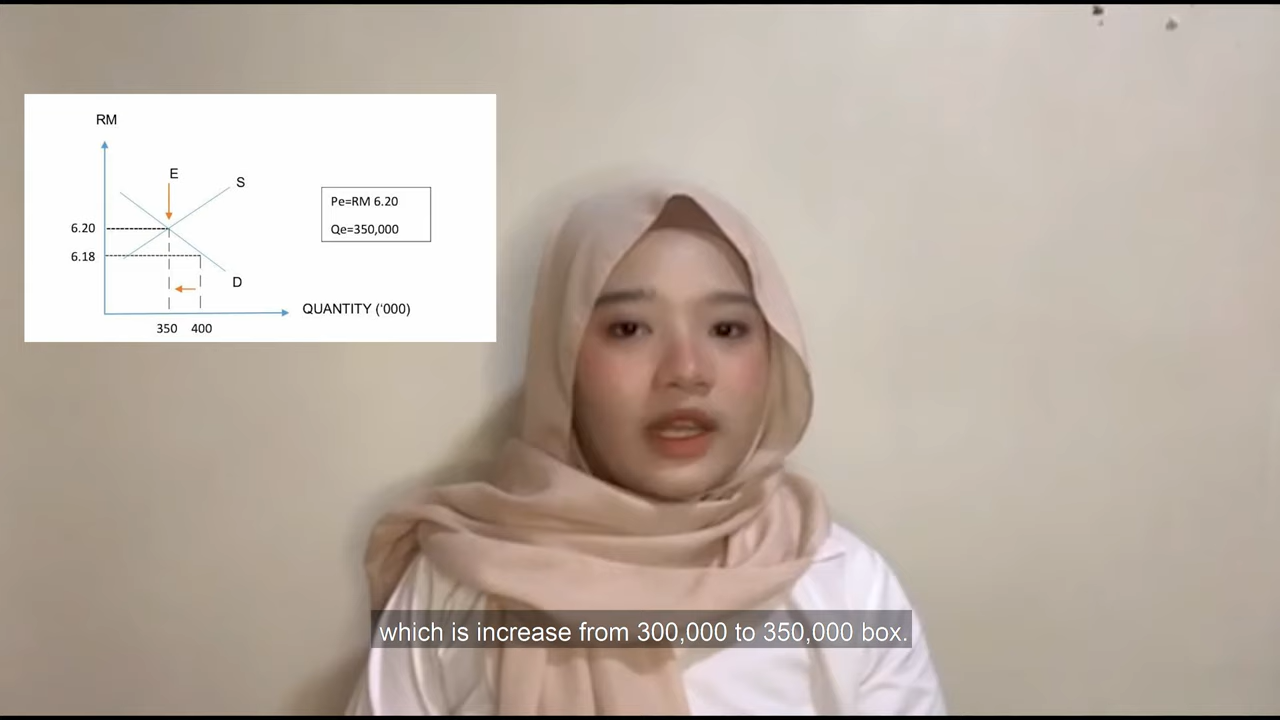 RM
E
S
Pe=RM 6.20
Qe=350,000
6.20
6.18
D
QUANTITY ('000)
350 400
which is increase from 300,000 to 350,000 box.